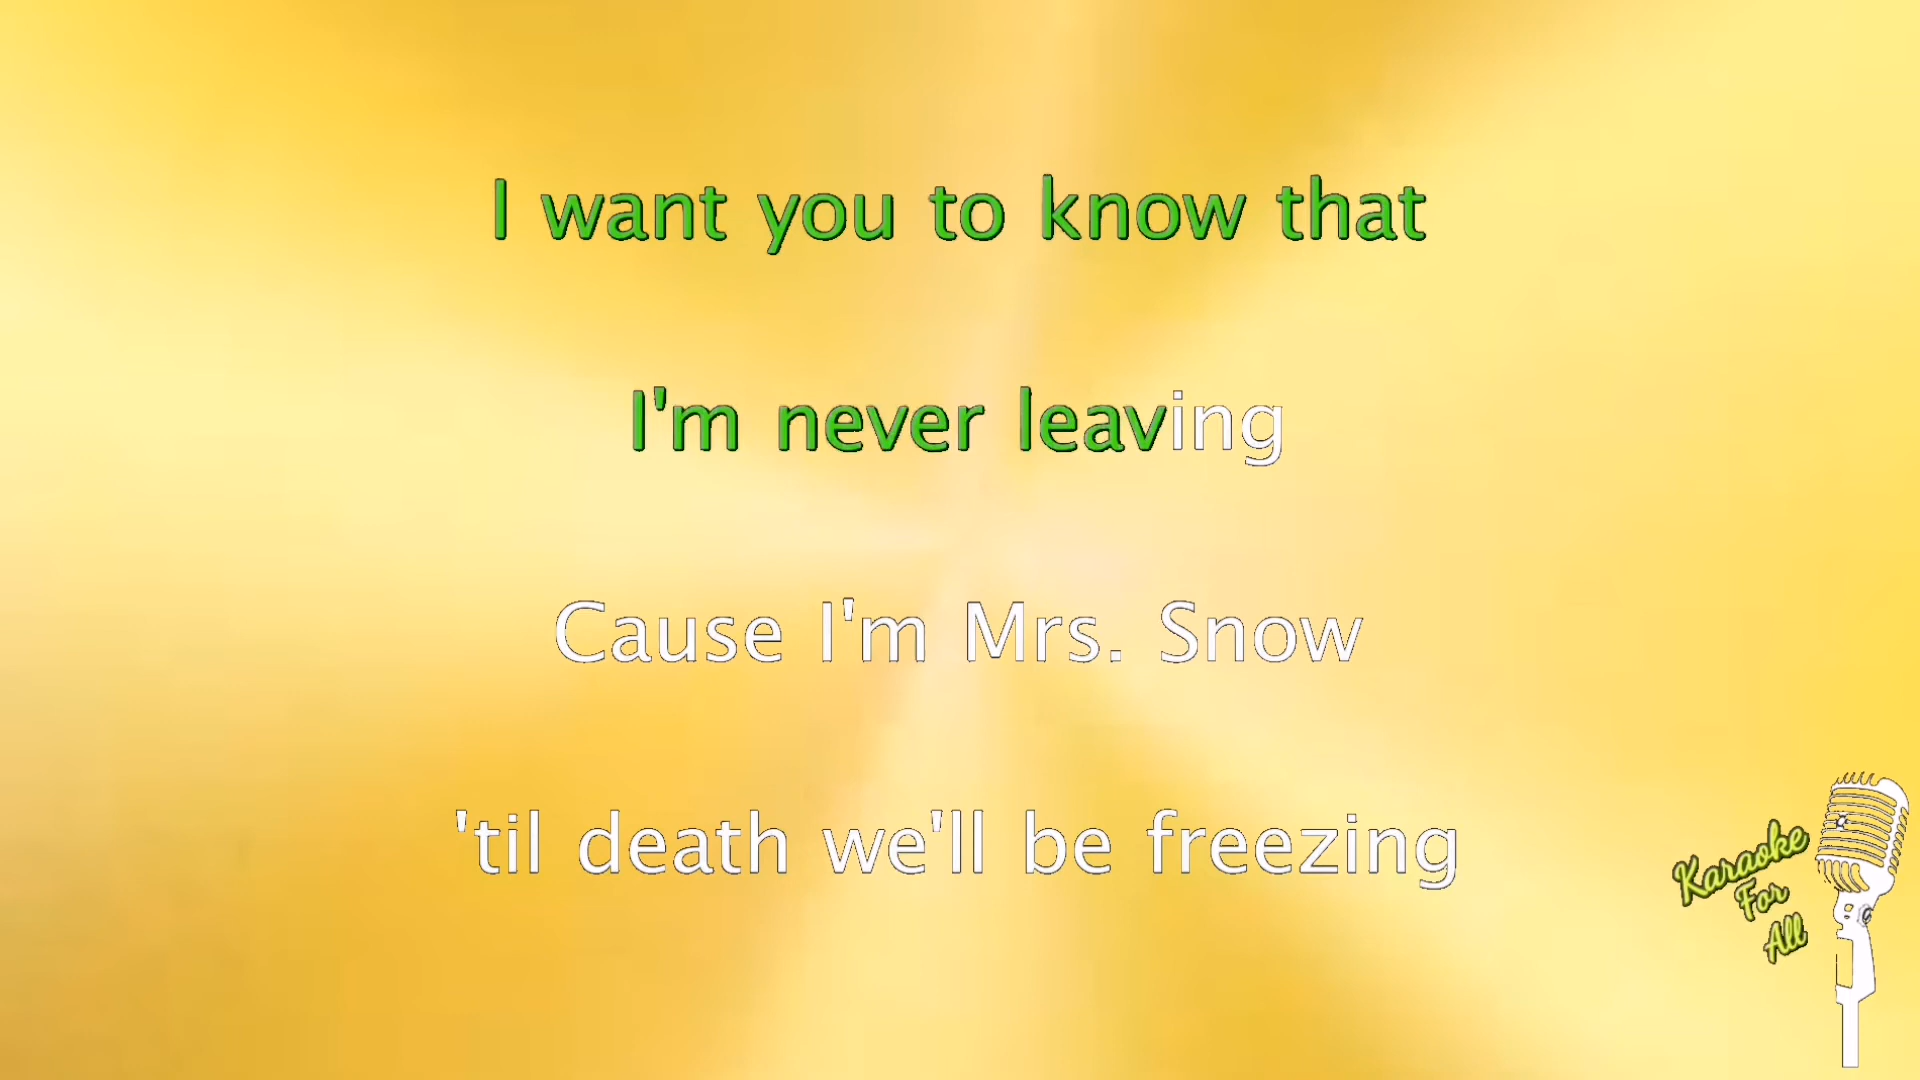 I want you to know that
I'm never leaving
Cause I'm Mrs. Snow
'til death we'll be freezing
Karaoke
For
All